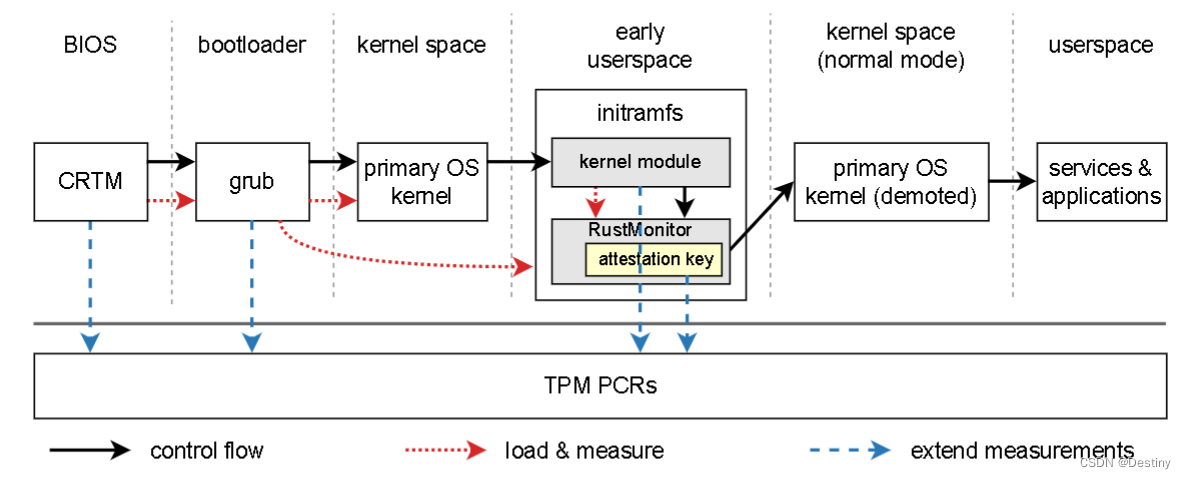 BIOS
bootloader
kernel space
early
userspace
kernel space
(normal mode)
userspace
initramfs
CRTM
grub
primary OS
kernel
kernel module
RustMonitor
attestation key
primary OS
kernel (demoted)
services &
applications
TPM PCRs
control flow
load & measure
extend measurements
CSDN @Destiny